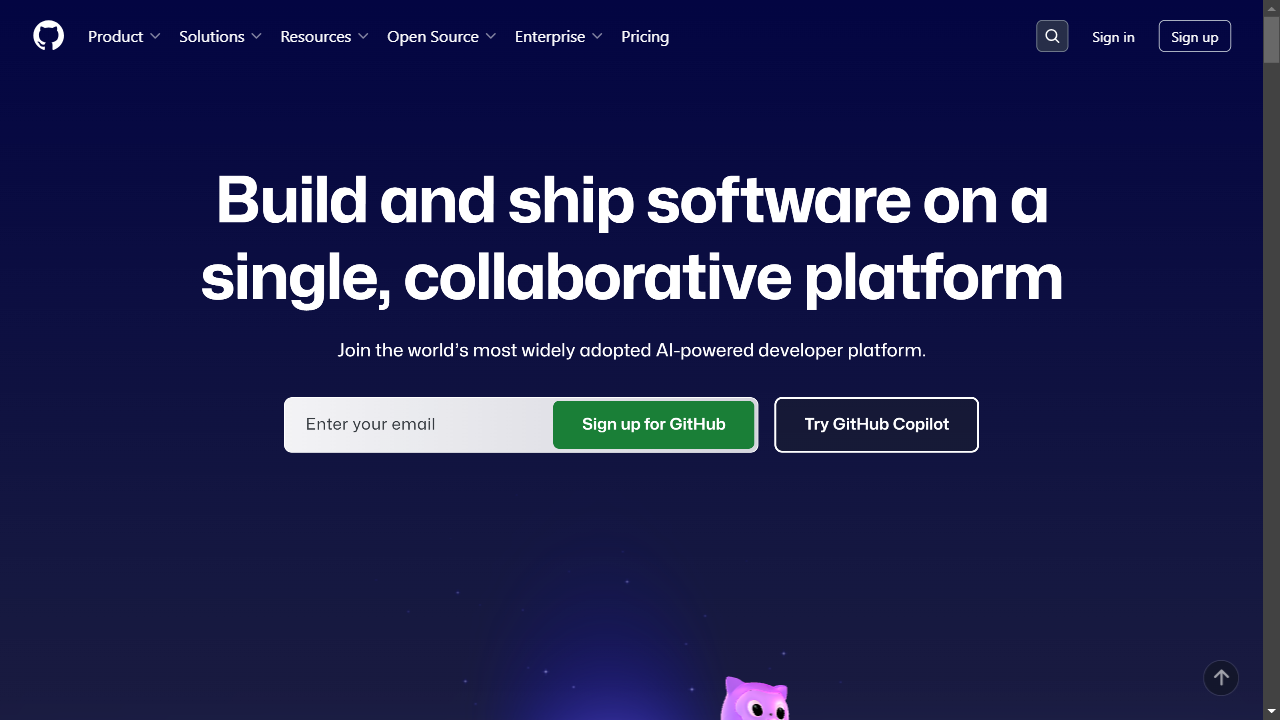 Product Solutions Resources Open Source Enterprise Pricing Sign in Sign up
Build and ship software on a
single, collaborative platform
Join the world's most widely adopted AI-powered developer platform.
Enter your email Sign up for GitHub Try GitHub Copilot